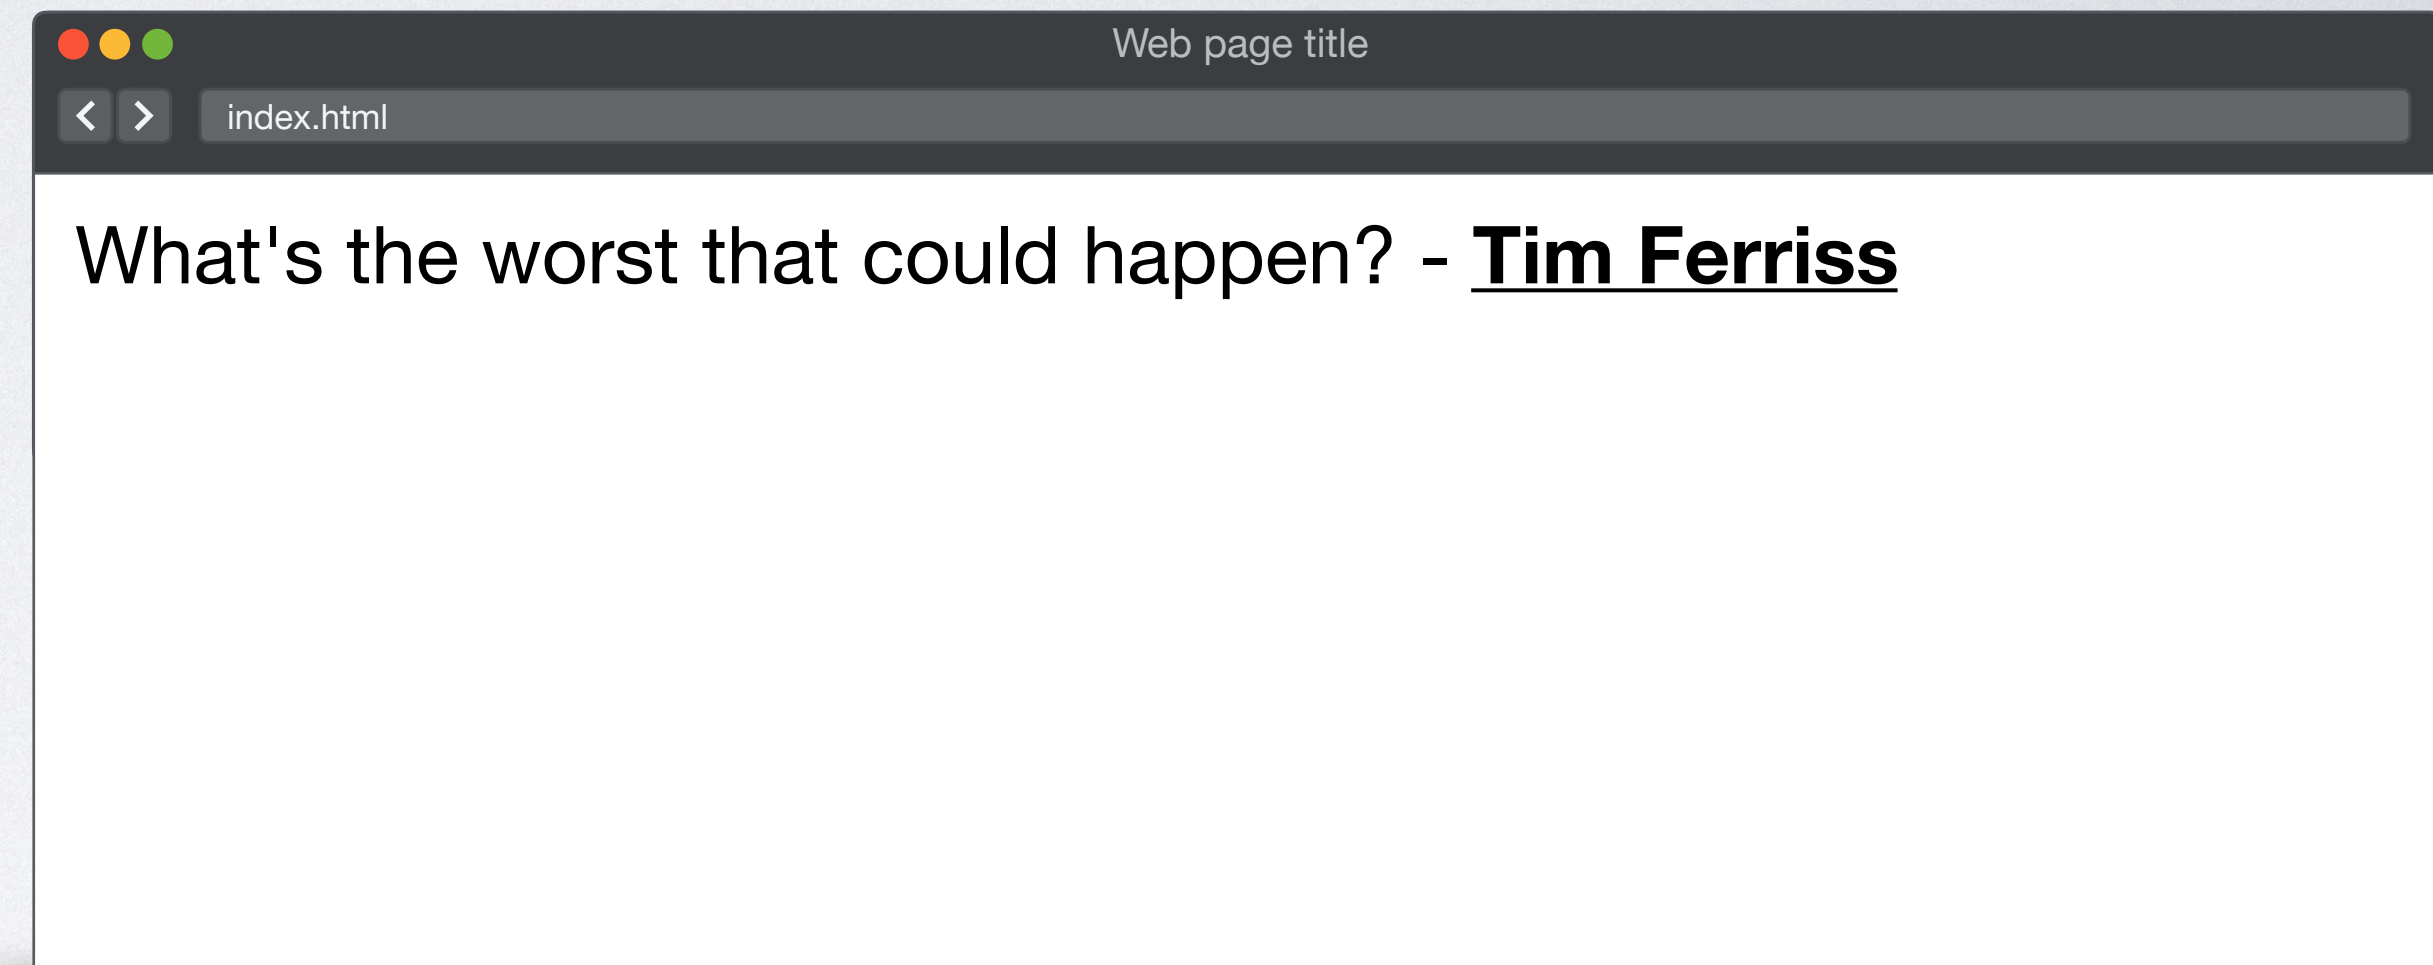 Web page title
index.html
What's the worst that could happen? - Tim Ferriss